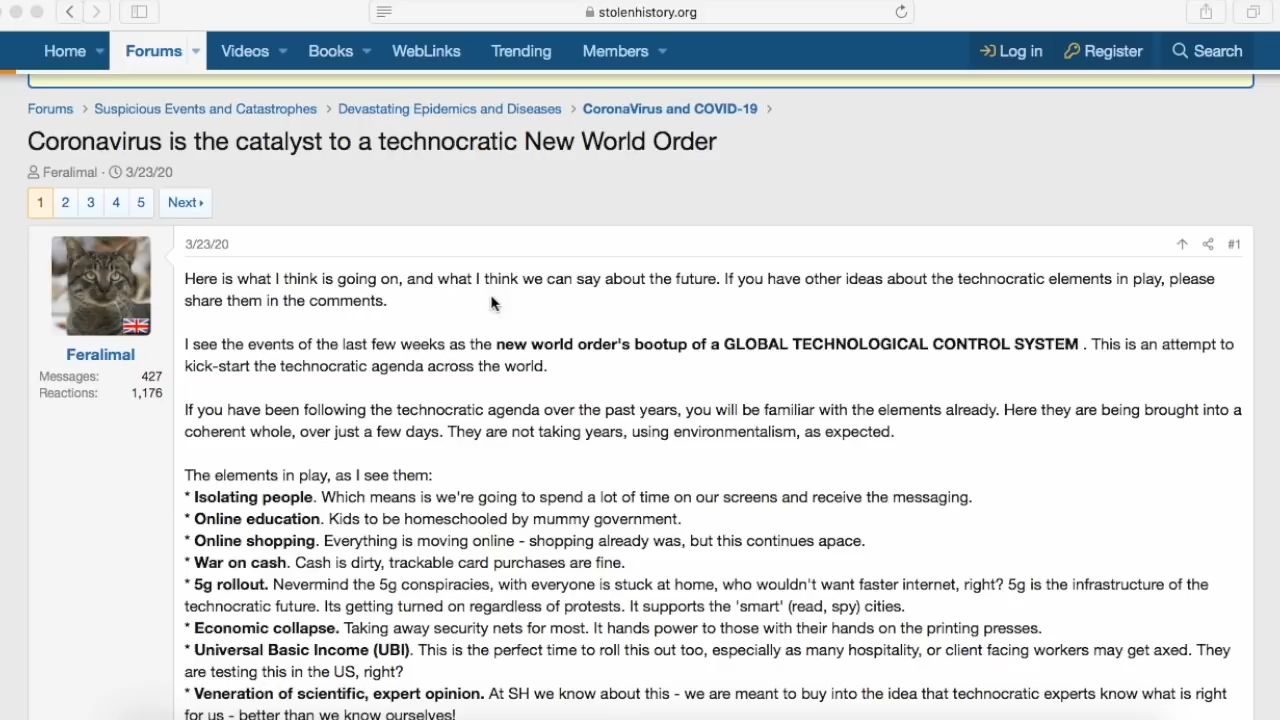 stolenhistory.org
Home Forums Videos Books WebLinks Trending Members Log in Register Search
Forums > Suspicious Events and Catastrophes > Devastating Epidemics and Diseases > CoronaVirus and COVID-19 >
Coronavirus is the catalyst to a technocratic New World Order
Feralimal · 3/23/20
1 2 3 4 5 Next
3/23/20 #1
Here is what I think is going on, and what I think we can say about the future. If you have other ideas about the technocratic elements in play, please
share them in the comments.
Feralimal
Messages: 427
Reactions: 1,176
I see the events of the last few weeks as the new world order's bootup of a GLOBAL TECHNOLOGICAL CONTROL SYSTEM . This is an attempt to
kick-start the technocratic agenda across the world.
If you have been following the technocratic agenda over the past years, you will be familiar with the elements already. Here they are being brought into a
coherent whole, over just a few days. They are not taking years, using environmentalism, as expected.
The elements in play, as I see them:
* Isolating people. Which means is we're going to spend a lot of time on our screens and receive the messaging.
* Online education. Kids to be homeschooled by mummy government.
* Online shopping. Everything is moving online - shopping already was, but this continues apace.
* War on cash. Cash is dirty, trackable card purchases are fine.
* 5g rollout. Nevermind the 5g conspiracies, with everyone is stuck at home, who wouldn't want faster internet, right? 5g is the infrastructure of the
technocratic future. Its getting turned on regardless of protests. It supports the 'smart' (read, spy) cities.
* Economic collapse. Taking away security nets for most. It hands power to those with their hands on the printing presses.
* Universal Basic Income (UBI). This is the perfect time to roll this out too, especially as many hospitality, or client facing workers may get axed. They
are testing this in the US, right?
* Veneration of scientific, expert opinion. At SH we know about this - we are meant to buy into the idea that technocratic experts know what is right
for us - better than we know ourselves!